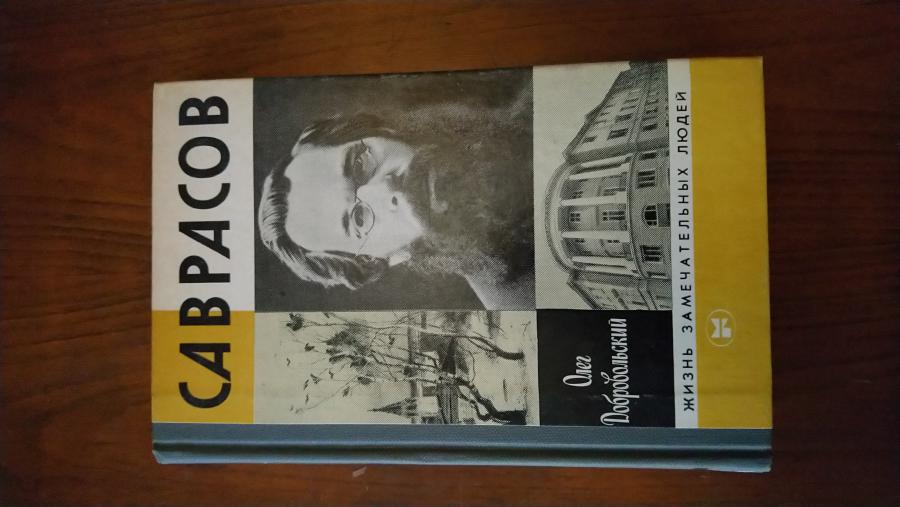 САВРАСОВ
Олег
Добровольский
ЖИЗНЬ ЗАМЕЧАТЕЛЬНЫХ ЛЮДЕЙ